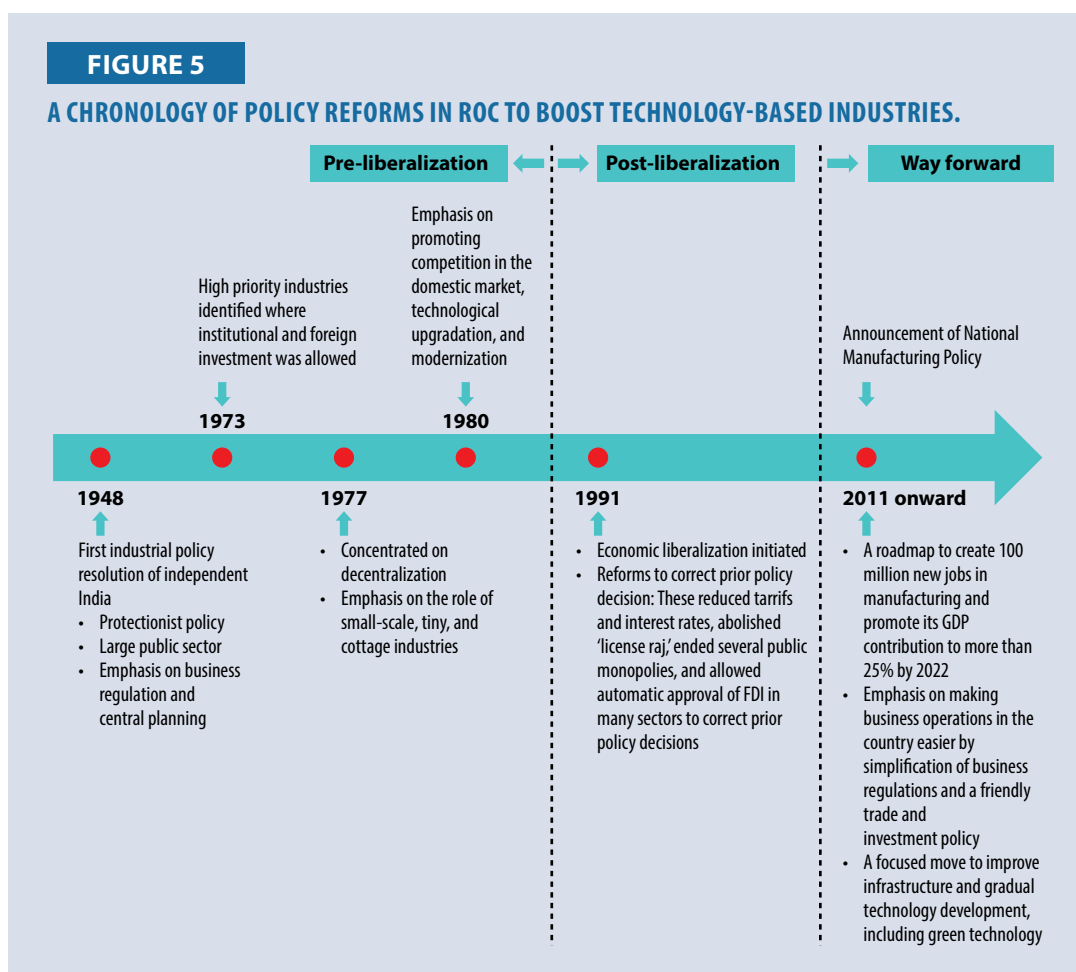 FIGURE 5
A CHRONOLOGY OF POLICY REFORMS IN ROC TO BOOST TECHNOLOGY-BASED INDUSTRIES.
Pre-liberalization
Post-liberalization
Way forward
High priority industries
identified where
institutional and foreign
investment was allowed
Emphasis on
promoting
competition in the
domestic market,
technological
upgradation, and
modernization
Announcement of National
Manufacturing Policy
1973
1980
1948
1977
1991
2011 onward
First industrial policy
resolution of independent
India
• Protectionist policy
• Large public sector
• Emphasis on business
regulation and
central planning
• Concentrated on
decentralization
• Emphasis on the role of
small-scale, tiny, and
cottage industries
• Economic liberalization initiated
• Reforms to correct prior policy
decision: These reduced tarrifs
and interest rates, abolished
‘license raj,’ ended several public
monopolies, and allowed
automatic approval of FDI in
many sectors to correct prior
policy decisions
• A roadmap to create 100
million new jobs in
manufacturing and
promote its GDP
contribution to more than
25% by 2022
• Emphasis on making
business operations in the
country easier by
simplification of business
regulations and a friendly
trade and
investment policy
• A focused move to improve
infrastructure and gradual
technology development,
including green technology